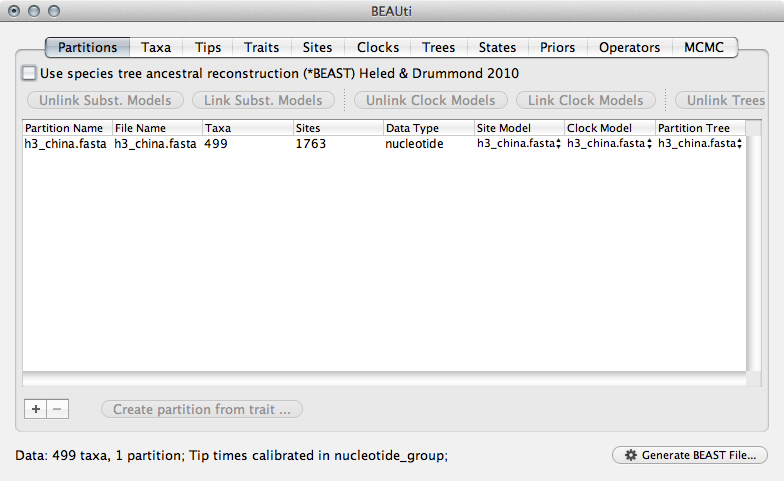 BEAUti
Partitions Taxa Tips Traits Sites Clocks Trees States Priors Operators MCMC
Use species tree ancestral reconstruction (*BEAST) Heled & Drummond 2010
Unlink Subst. Models Link Subst. Models Unlink Clock Models Link Clock Models Unlink Trees
Partition Name File Name Taxa Sites Data Type Site Model Clock Model Partition Tree
h3_china.fasta h3_china.fasta 499 1763 nucleotide h3_china.fasta h3_china.fasta h3_china.fasta
+ − Create partition from trait ...
Data: 499 taxa, 1 partition; Tip times calibrated in nucleotide_group; Generate BEAST File...